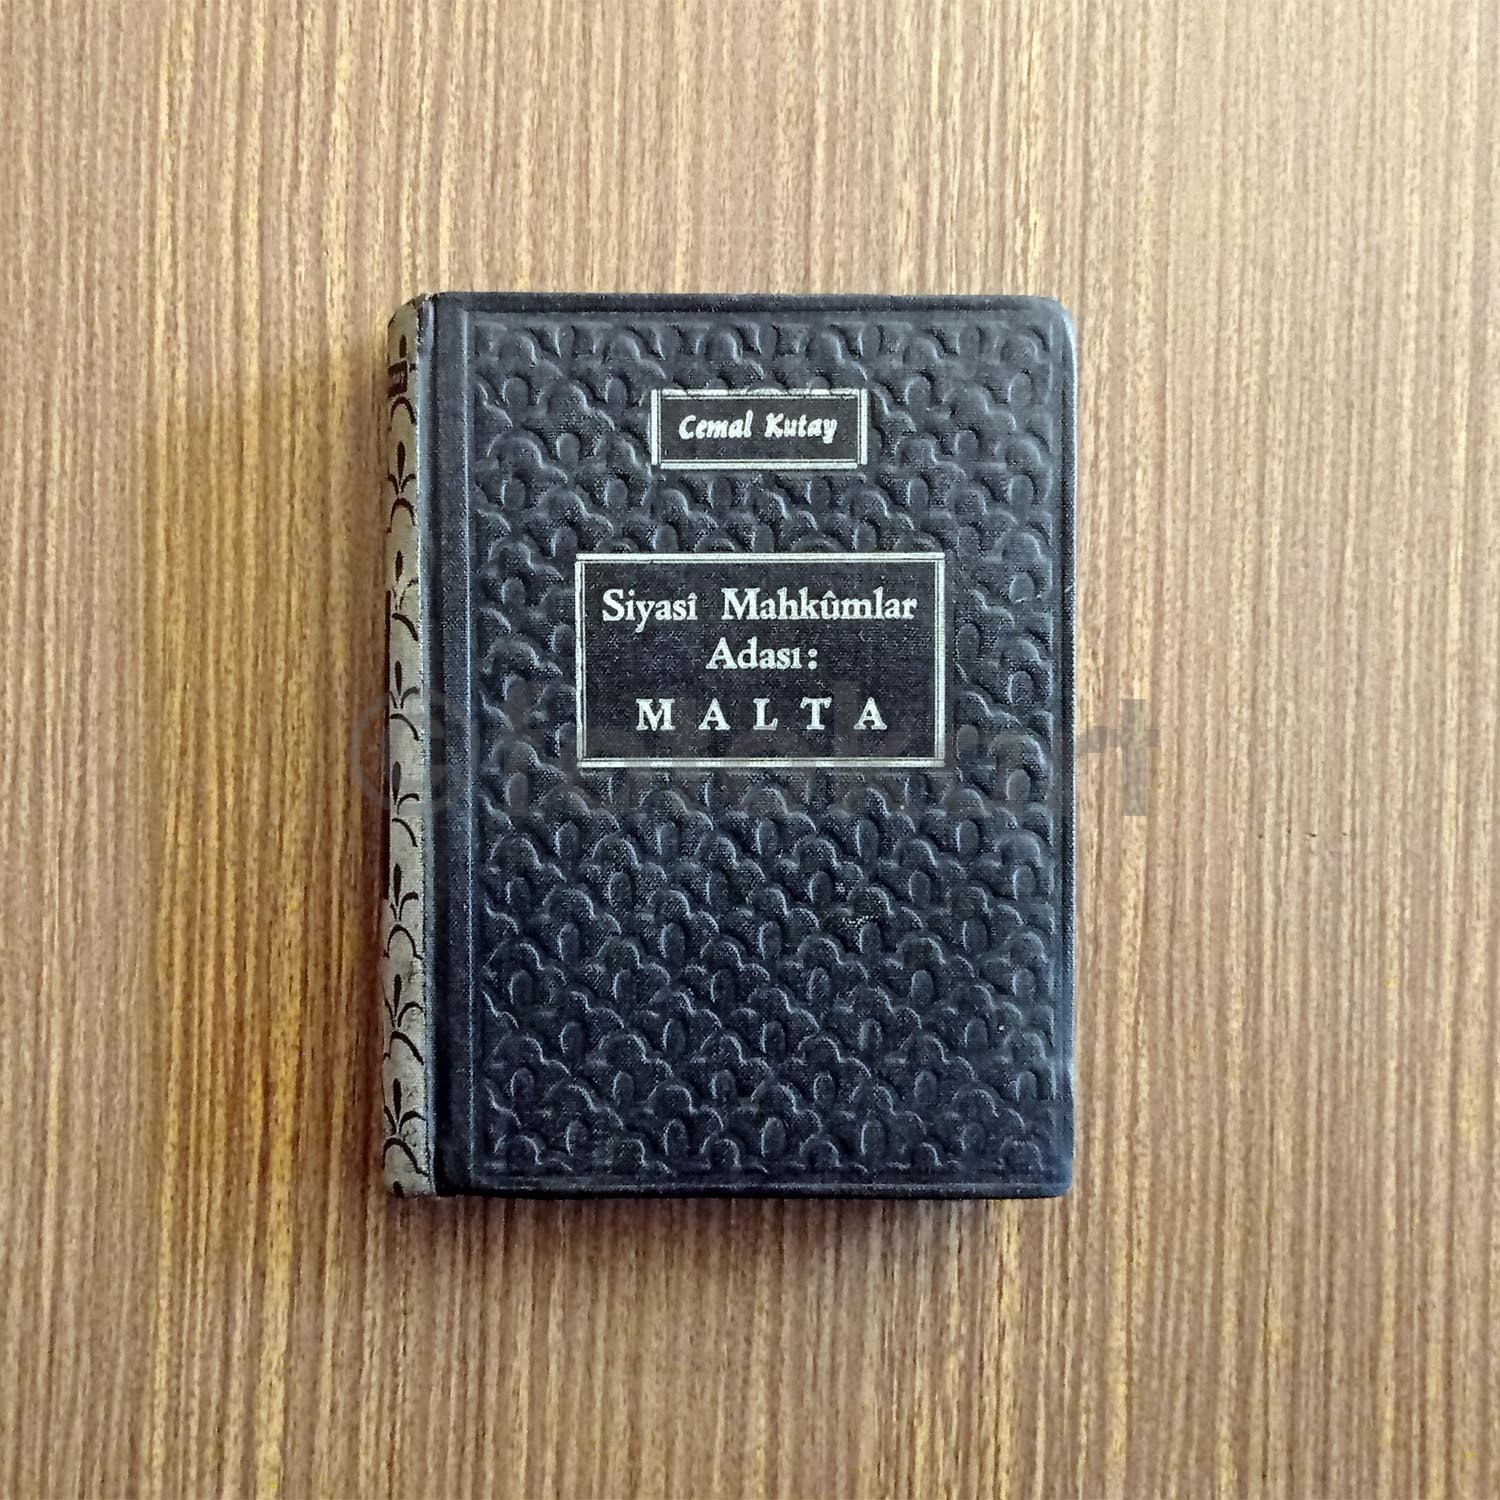 Cemal Kutay
Siyasî Mahkûmlar
Adası:
MALTA